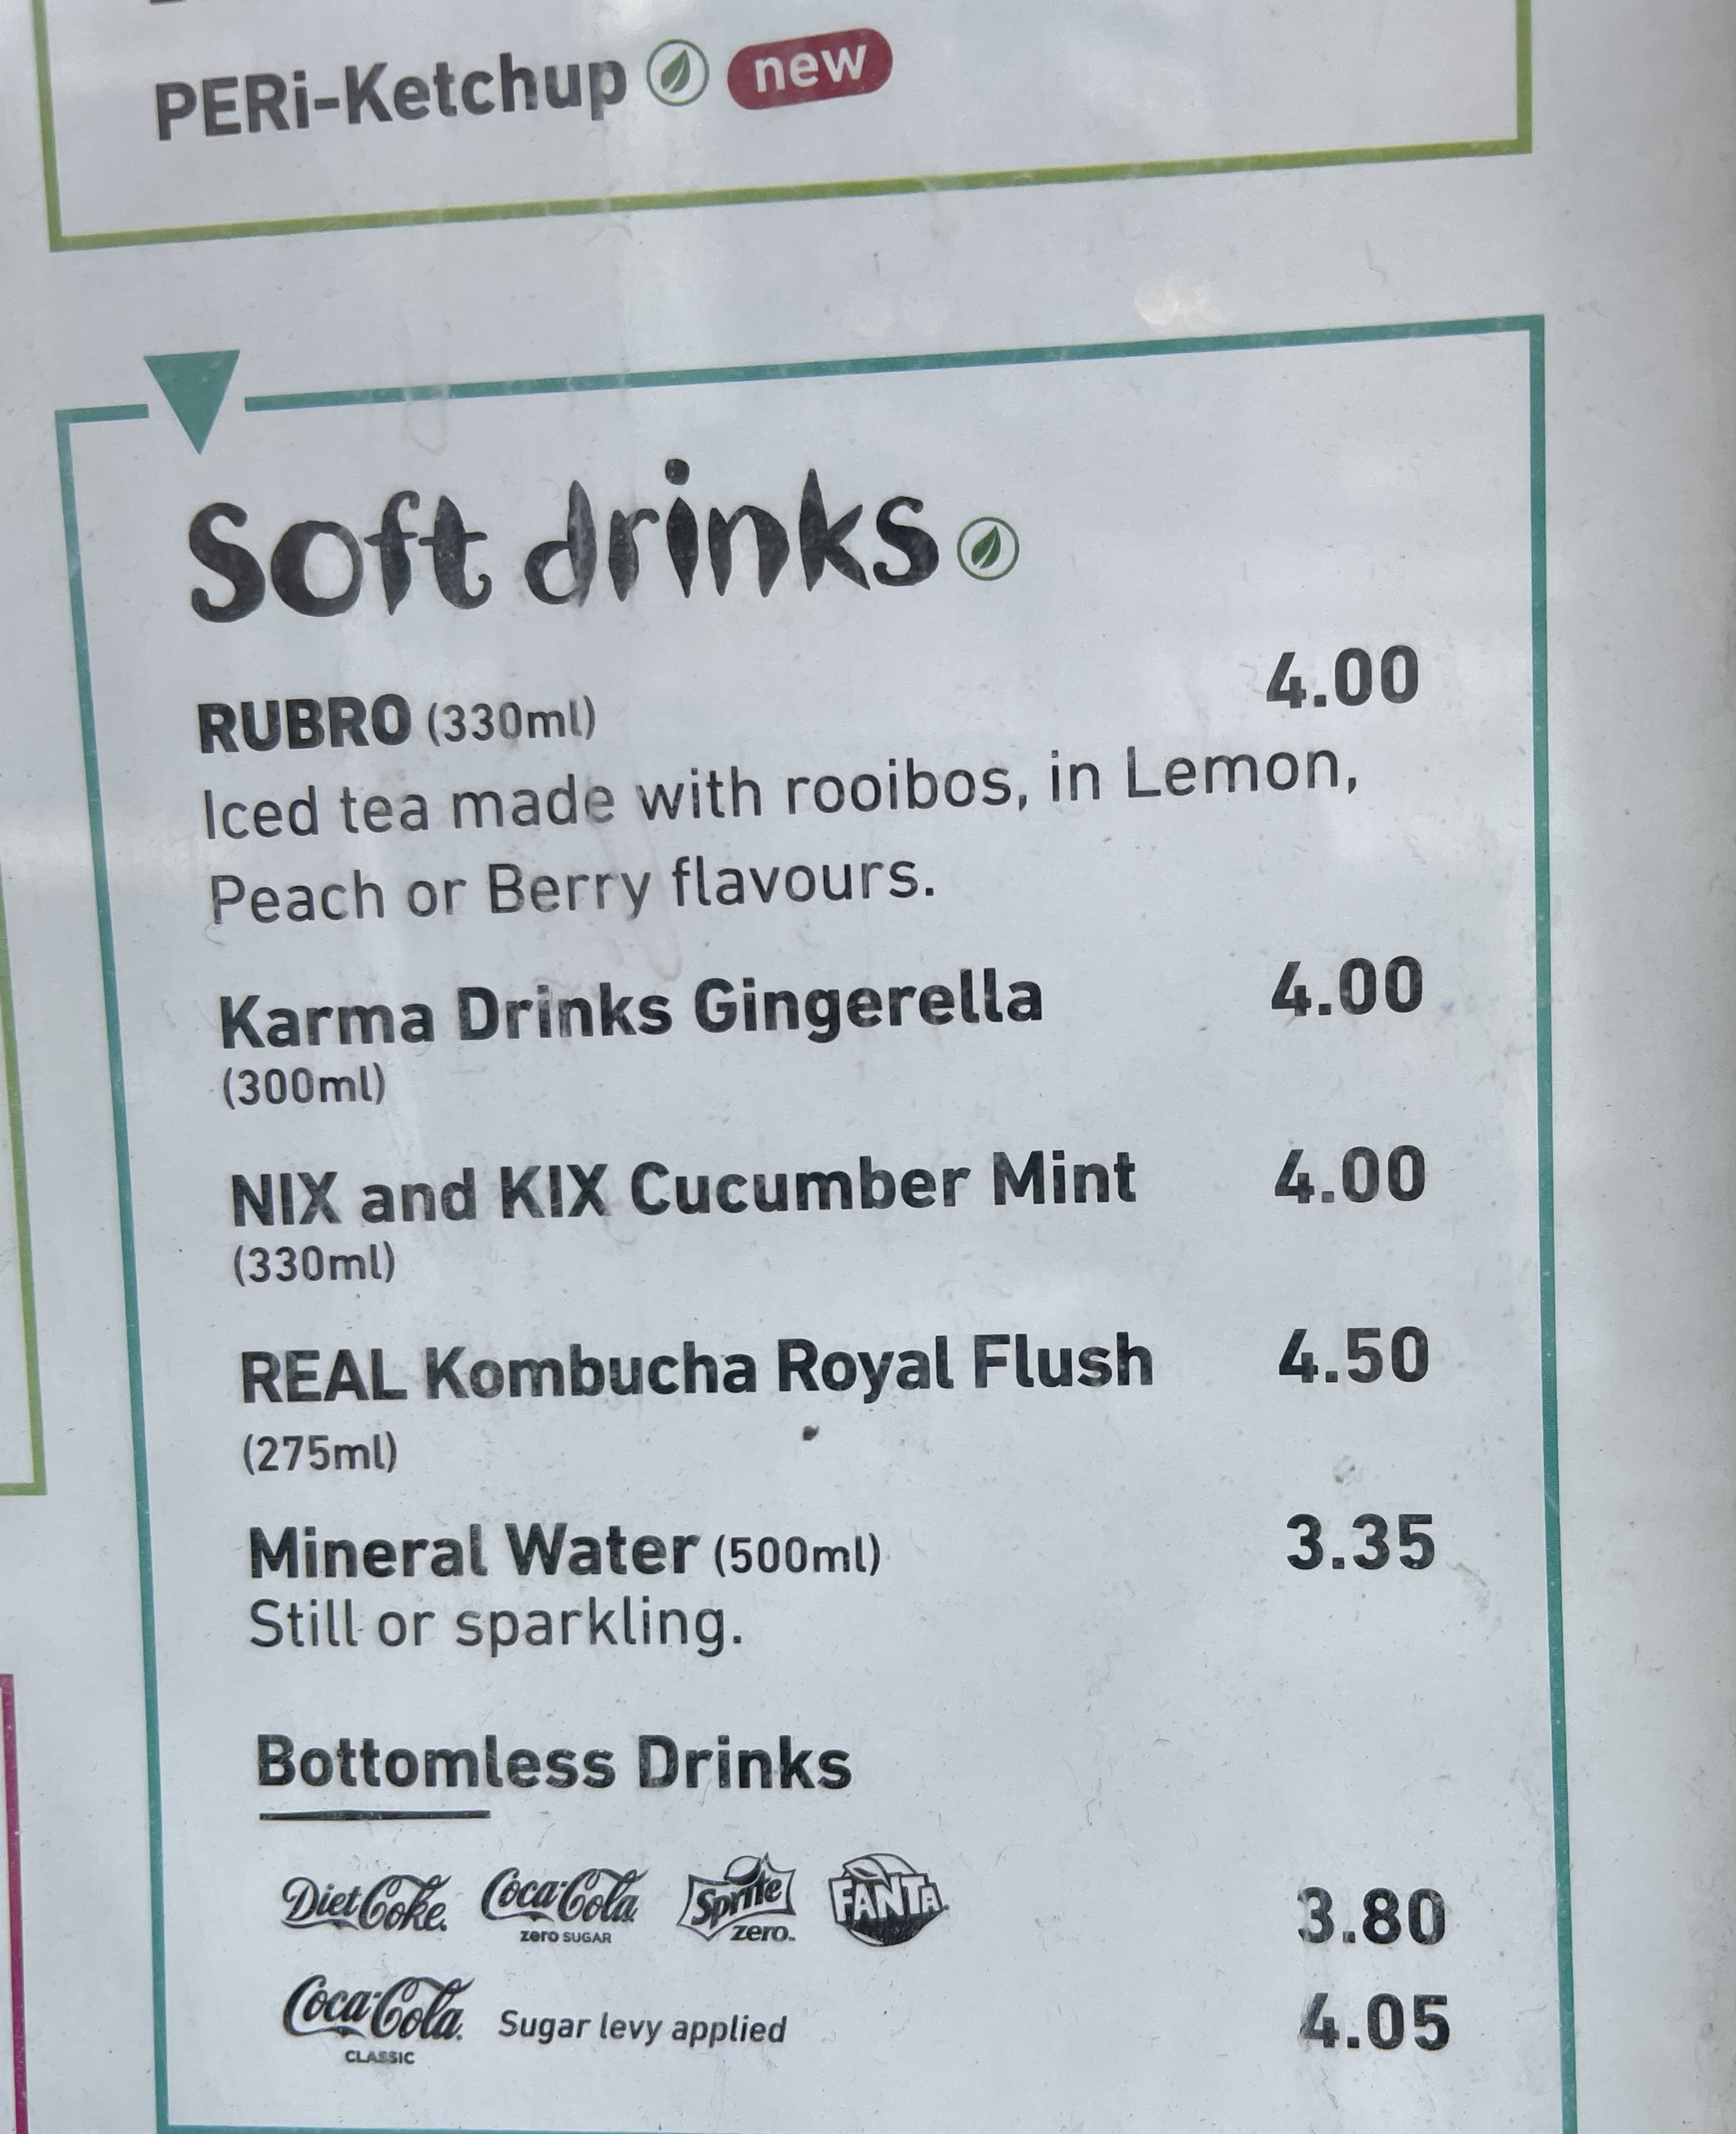 PERi-Ketchup new
Soft drinks
RUBRO (330ml) 4.00
Iced tea made with rooibos, in Lemon,
Peach or Berry flavours.
Karma Drinks Gingerella 4.00
(300ml)
NIX and KIX Cucumber Mint 4.00
(330ml)
REAL Kombucha Royal Flush 4.50
(275ml)
Mineral Water (500ml) 3.35
Still or sparkling.
Bottomless Drinks
Diet Coke Coca-Cola zero SUGAR Sprite zero FANTA 3.80
Coca-Cola CLASSIC Sugar levy applied 4.05